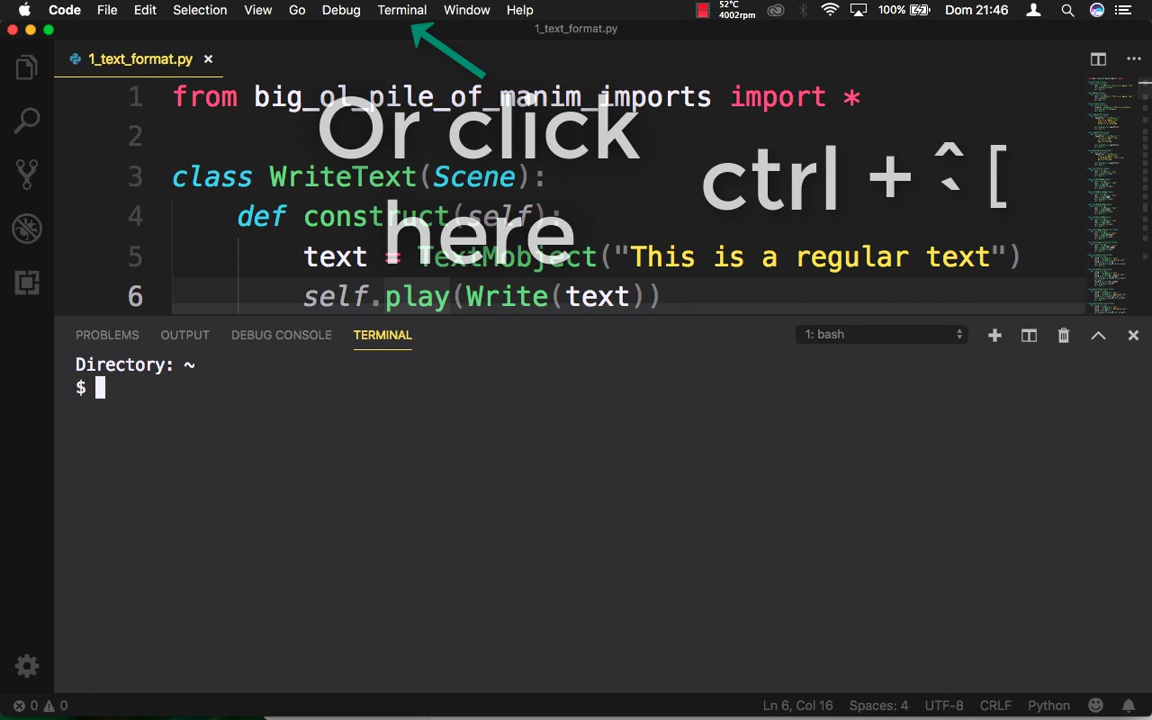 Code File Edit Selection View Go Debug Terminal Window Help 52°C 4002rpm 100% Dom 21:46
1_text_format.py
1_text_format.py ×
1 from big_ol_pile_of_manim_imports import *
2
3 class WriteText(Scene):
4 def construct(self):
5 text = TextMobject("This is a regular text")
6 self.play(Write(text))
Or click
here
ctrl + ^` [
PROBLEMS OUTPUT DEBUG CONSOLE TERMINAL 1: bash
Directory: ~
$
0 0 Ln 6, Col 16 Spaces: 4 UTF-8 CRLF Python